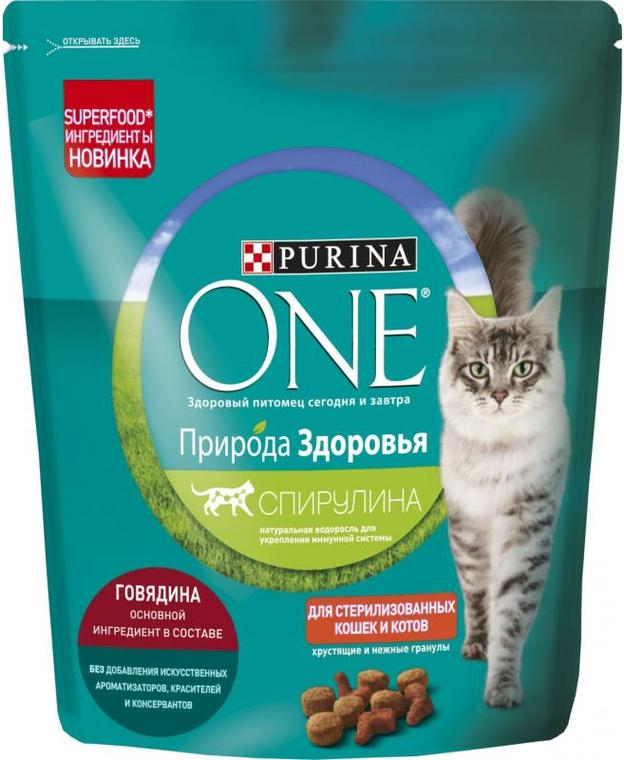 ОТКРЫВАТЬ ЗДЕСЬ
SUPERFOOD*
ИНГРЕДИЕНТЫ
НОВИНКА
PURINA
ONE®
Здоровый питомец сегодня и завтра
Природа Здоровья
СПИРУЛИНА
натуральная водоросль для
укрепления иммунной системы
ГОВЯДИНА
ОСНОВНОЙ
ИНГРЕДИЕНТ В СОСТАВЕ
БЕЗ ДОБАВЛЕНИЯ ИСКУССТВЕННЫХ
АРОМАТИЗАТОРОВ, КРАСИТЕЛЕЙ
И КОНСЕРВАНТОВ
ДЛЯ СТЕРИЛИЗОВАННЫХ
КОШЕК И КОТОВ
хрустящие и нежные гранулы